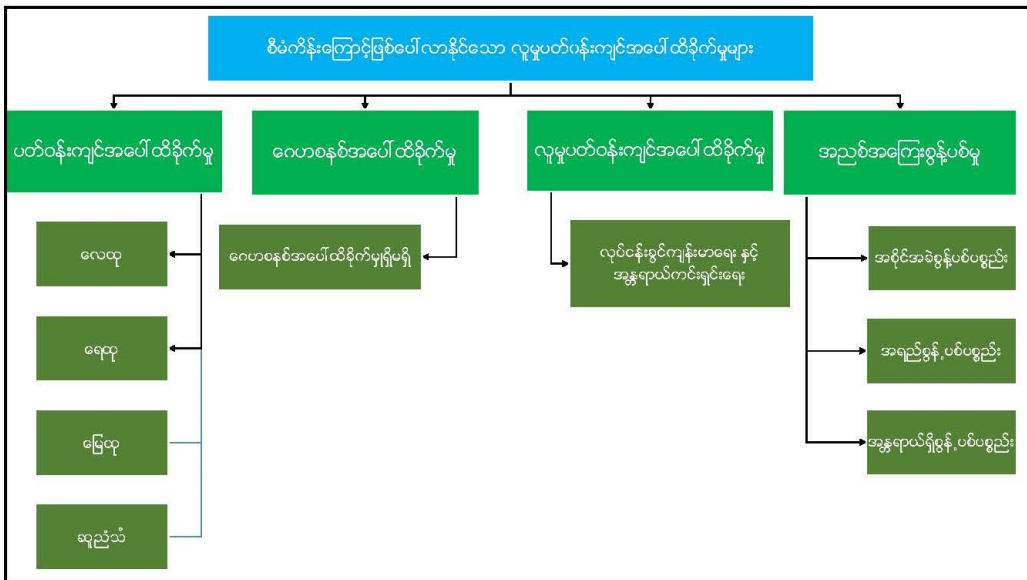 စီမံကိန်းကြောင့်ဖြစ်ပေါ်လာနိုင်သော လူမှုပတ်ဝန်းကျင်အပေါ်ထိခိုက်မှုများ
ပတ်ဝန်းကျင်အပေါ်ထိခိုက်မှု
ဂေဟစနစ်အပေါ်ထိခိုက်မှု
လူမှုပတ်ဝန်းကျင်အပေါ်ထိခိုက်မှု
အညစ်အကြေးစွန့်ပစ်မှု
လေထု
ရေထု
မြေထု
ဆူညံသံ
ဂေဟစနစ်အပေါ်ထိခိုက်မှုရှိမရှိ
လုပ်ငန်းခွင်ကျန်းမာရေး နှင့်
အန္တရာယ်ကင်းရှင်းရေး
အစိုင်အခဲစွန့်ပစ်ပစ္စည်း
အရည်စွန့်ပစ်ပစ္စည်း
အန္တရာယ်ရှိစွန့်ပစ်ပစ္စည်း